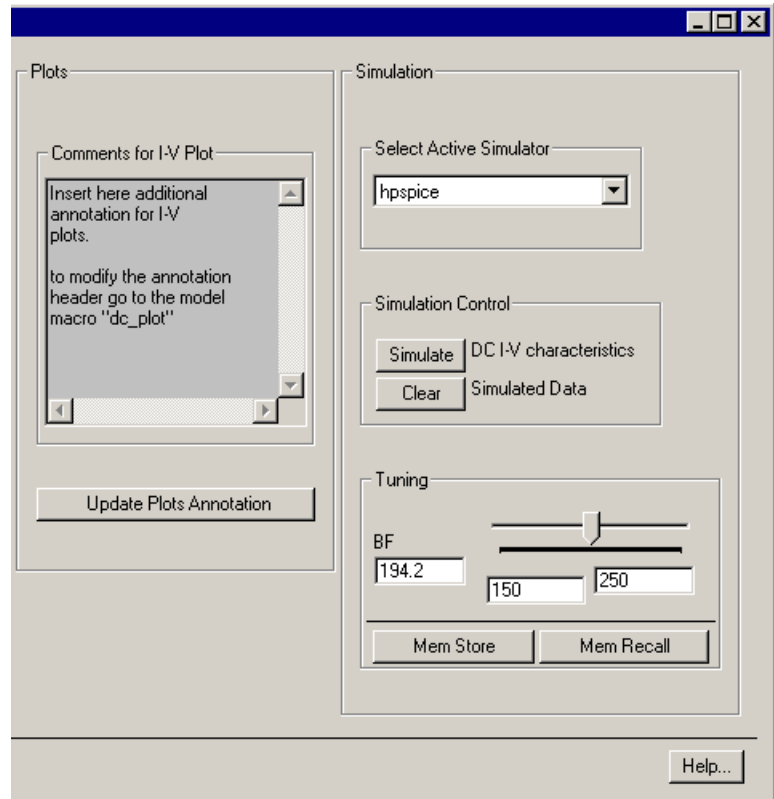 Plots
Comments for I-V Plot
Insert here additional
annotation for I-V
plots.
to modify the annotation
header go to the model
macro "dc_plot"
Update Plots Annotation
Simulation
Select Active Simulator
hpspice
Simulation Control
Simulate DC I-V characteristics
Clear Simulated Data
Tuning
BF
194.2
150 250
Mem Store Mem Recall
Help...